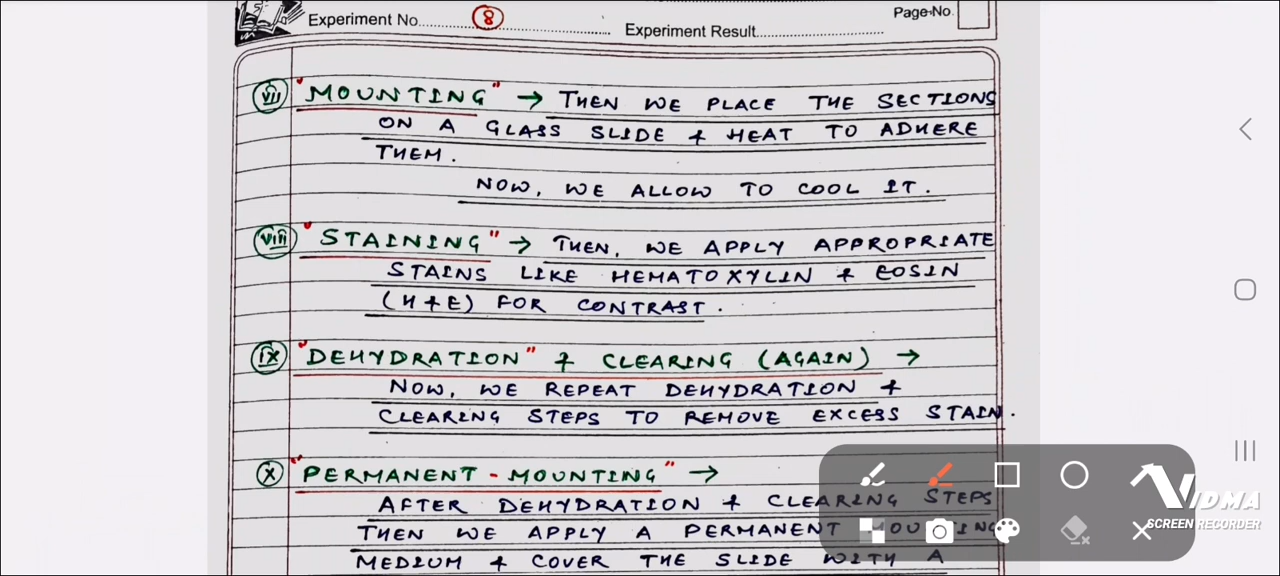 Experiment No. 8
Page No.
Experiment Result
vii "MOUNTING" → THEN WE PLACE THE SECTIONS
ON A GLASS SLIDE + HEAT TO ADHERE
THEM.
NOW, WE ALLOW TO COOL IT.
viii "STAINING" → THEN, WE APPLY APPROPRIATE
STAINS LIKE HEMATOXYLIN + EOSIN
(H+E) FOR CONTRAST.
ix "DEHYDRATION" + CLEARING (AGAIN) →
NOW, WE REPEAT DEHYDRATION +
CLEARING STEPS TO REMOVE EXCESS STAIN.
x "PERMANENT-MOUNTING" →
AFTER DEHYDRATION + CLEARING STEPS
THEN WE APPLY A PERMANENT MOUNTING
MEDIUM + COVER THE SLIDE WITH A
VIDMA
SCREEN RECORDER